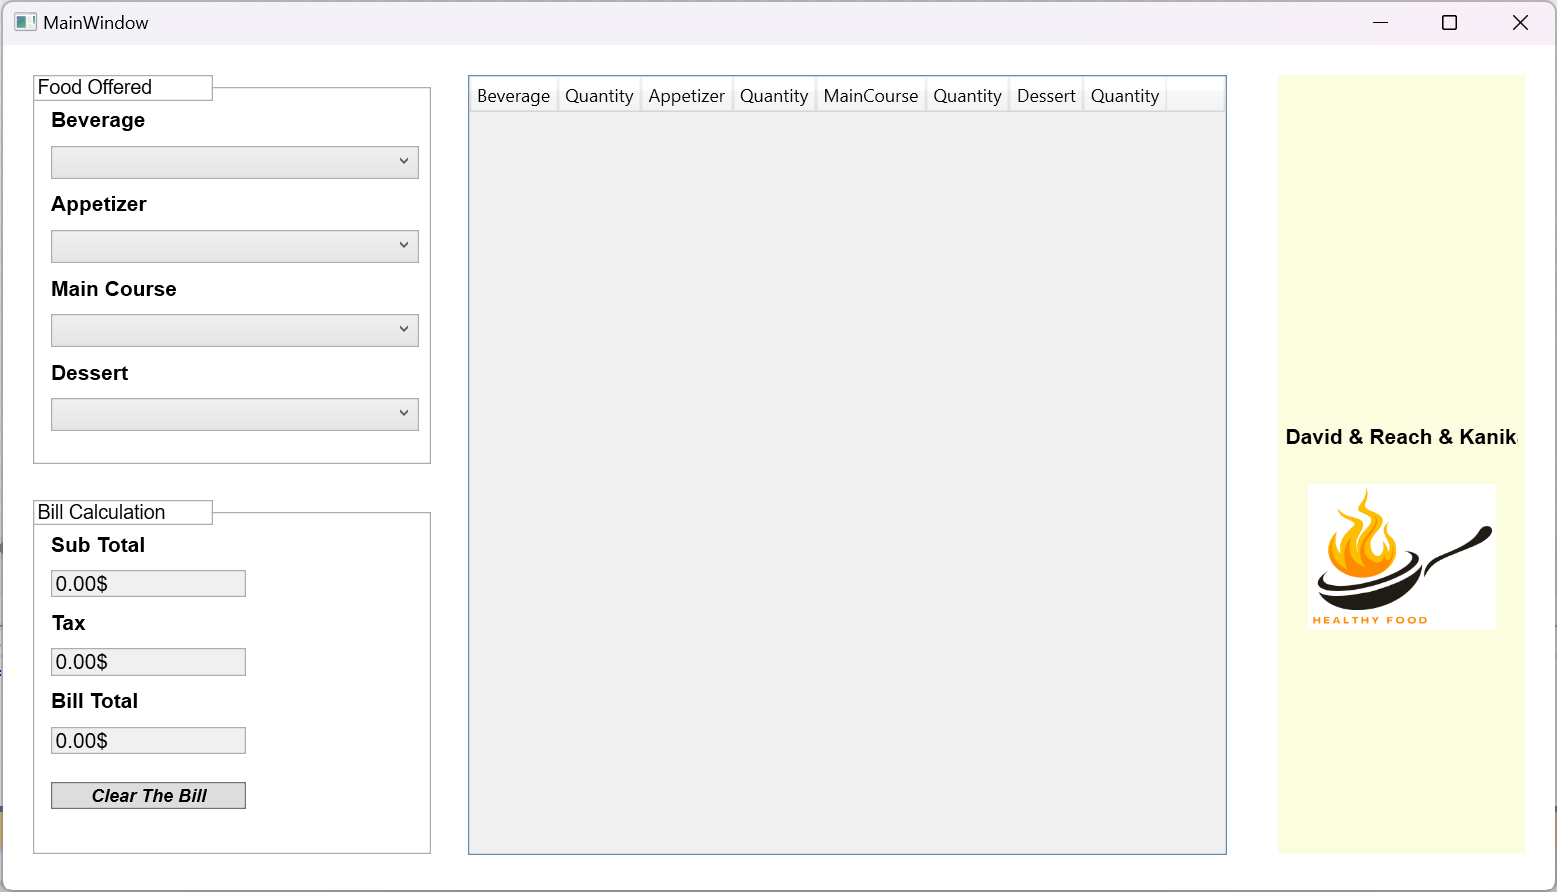 MainWindow
Food Offered
Beverage
Appetizer
Main Course
Dessert
Bill Calculation
Sub Total
0.00$
Tax
0.00$
Bill Total
0.00$
Clear The Bill
Beverage Quantity Appetizer Quantity MainCourse Quantity Dessert Quantity
David & Reach & Kanik
HEALTHY FOOD